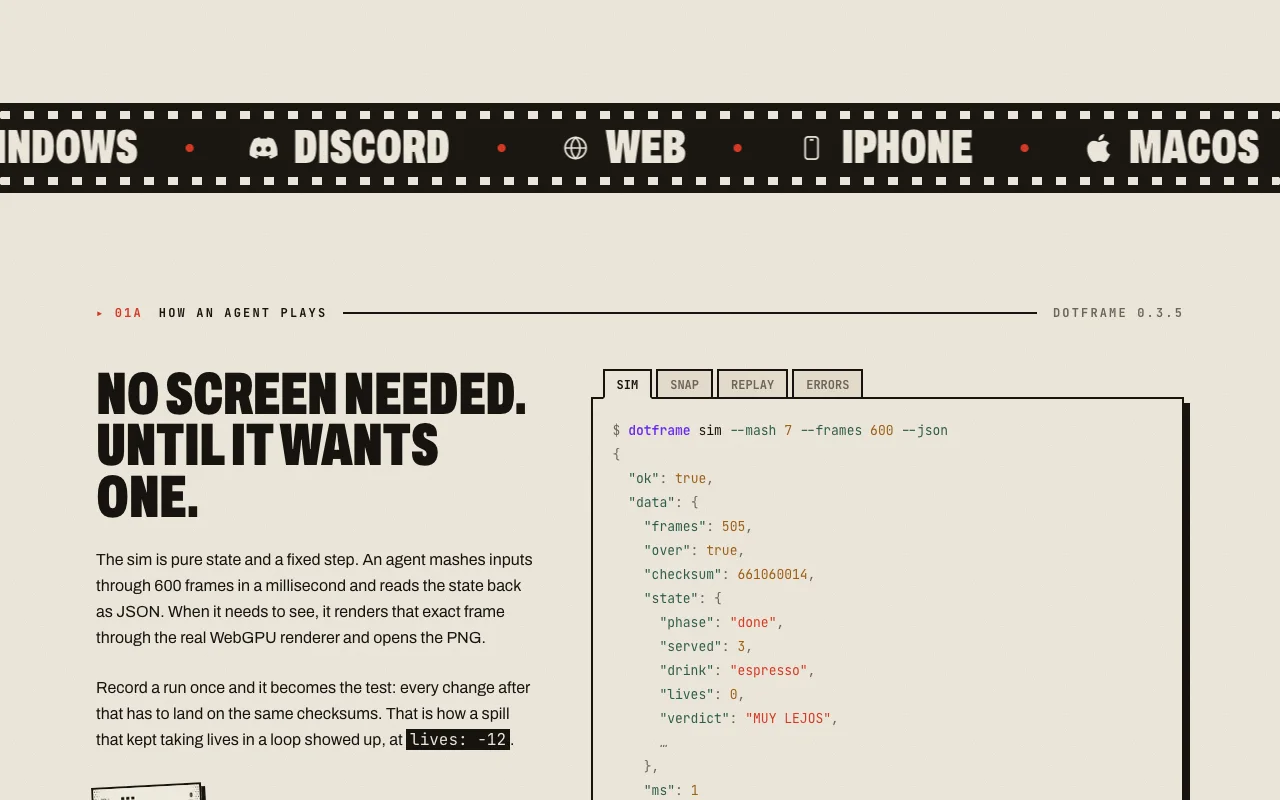 INDOWS • DISCORD • WEB • IPHONE • MACOS
▸ 01A HOW AN AGENT PLAYS DOTFRAME 0.3.5
NO SCREEN NEEDED.
UNTIL IT WANTS
ONE.
The sim is pure state and a fixed step. An agent mashes inputs
through 600 frames in a millisecond and reads the state back
as JSON. When it needs to see, it renders that exact frame
through the real WebGPU renderer and opens the PNG.
Record a run once and it becomes the test: every change after
that has to land on the same checksums. That is how a spill
that kept taking lives in a loop showed up, at lives: -12.
SIM SNAP REPLAY ERRORS
$ dotframe sim --mash 7 --frames 600 --json
{
"ok": true,
"data": {
"frames": 505,
"over": true,
"checksum": 661060014,
"state": {
"phase": "done",
"served": 3,
"drink": "espresso",
"lives": 0,
"verdict": "MUY LEJOS",
…
},
"ms": 1